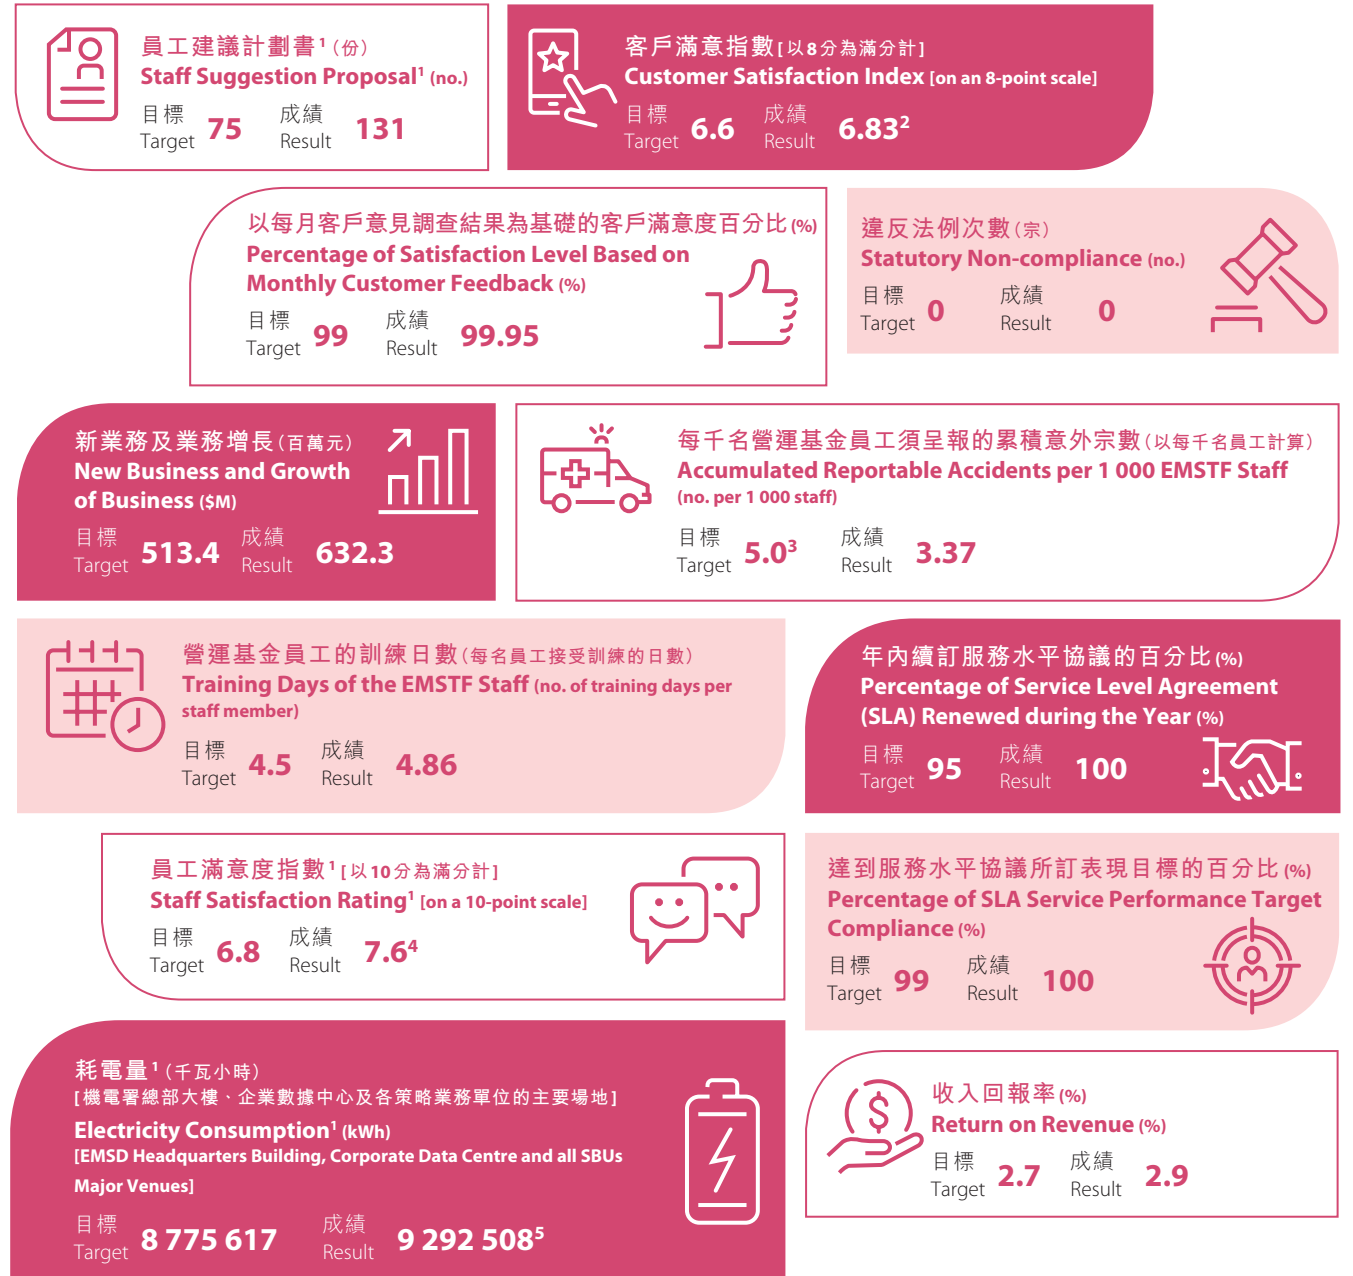 員工建議計劃書¹（份）
Staff Suggestion Proposal¹ (no.)
目標 成績
Target 75 Result 131
客戶滿意指數[以8分為滿分計]
Customer Satisfaction Index [on an 8-point scale]
目標 成績
Target 6.6 Result 6.83²
以每月客戶意見調查結果為基礎的客戶滿意度百分比(%)
Percentage of Satisfaction Level Based on
Monthly Customer Feedback (%)
目標 成績
Target 99 Result 99.95
違反法例次數（宗）
Statutory Non-compliance (no.)
目標 成績
Target 0 Result 0
新業務及業務增長（百萬元）
New Business and Growth
of Business ($M)
目標 成績
Target 513.4 Result 632.3
每千名營運基金員工須呈報的累積意外宗數（以每千名員工計算）
Accumulated Reportable Accidents per 1 000 EMSTF Staff
(no. per 1 000 staff)
目標 成績
Target 5.0³ Result 3.37
營運基金員工的訓練日數（每名員工接受訓練的日數）
Training Days of the EMSTF Staff (no. of training days per
staff member)
目標 成績
Target 4.5 Result 4.86
年內續訂服務水平協議的百分比(%)
Percentage of Service Level Agreement
(SLA) Renewed during the Year (%)
目標 成績
Target 95 Result 100
員工滿意度指數¹[以10分為滿分計]
Staff Satisfaction Rating¹ [on a 10-point scale]
目標 成績
Target 6.8 Result 7.6⁴
達到服務水平協議所訂表現目標的百分比(%)
Percentage of SLA Service Performance Target
Compliance (%)
目標 成績
Target 99 Result 100
耗電量¹（千瓦小時）
[機電署總部大樓、企業數據中心及各策略業務單位的主要場地]
Electricity Consumption¹ (kWh)
[EMSD Headquarters Building, Corporate Data Centre and all SBUs
Major Venues]
目標 成績
Target 8 775 617 Result 9 292 508⁵
收入回報率(%)
Return on Revenue (%)
目標 成績
Target 2.7 Result 2.9